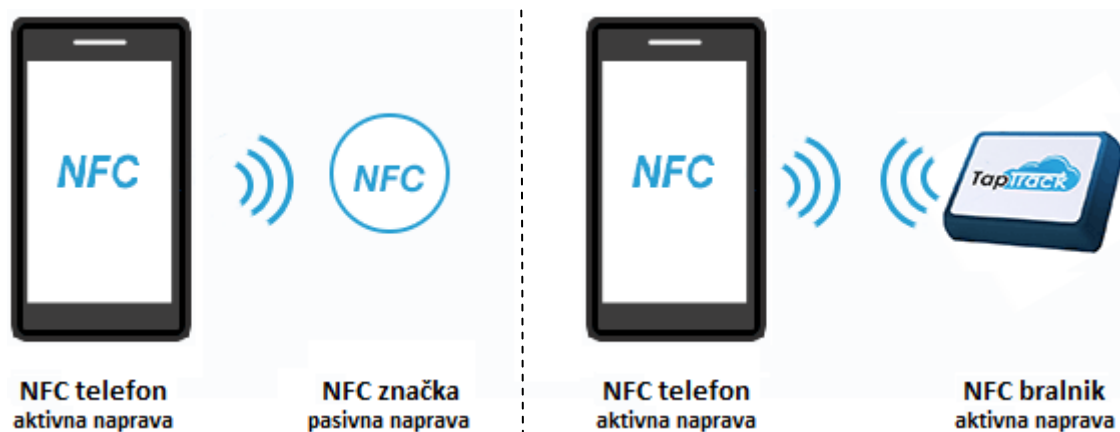 NFC
NFC
NFC telefon
aktivna naprava
NFC značka
pasivna naprava
NFC
TapTrack
NFC telefon
aktivna naprava
NFC bralnik
aktivna naprava